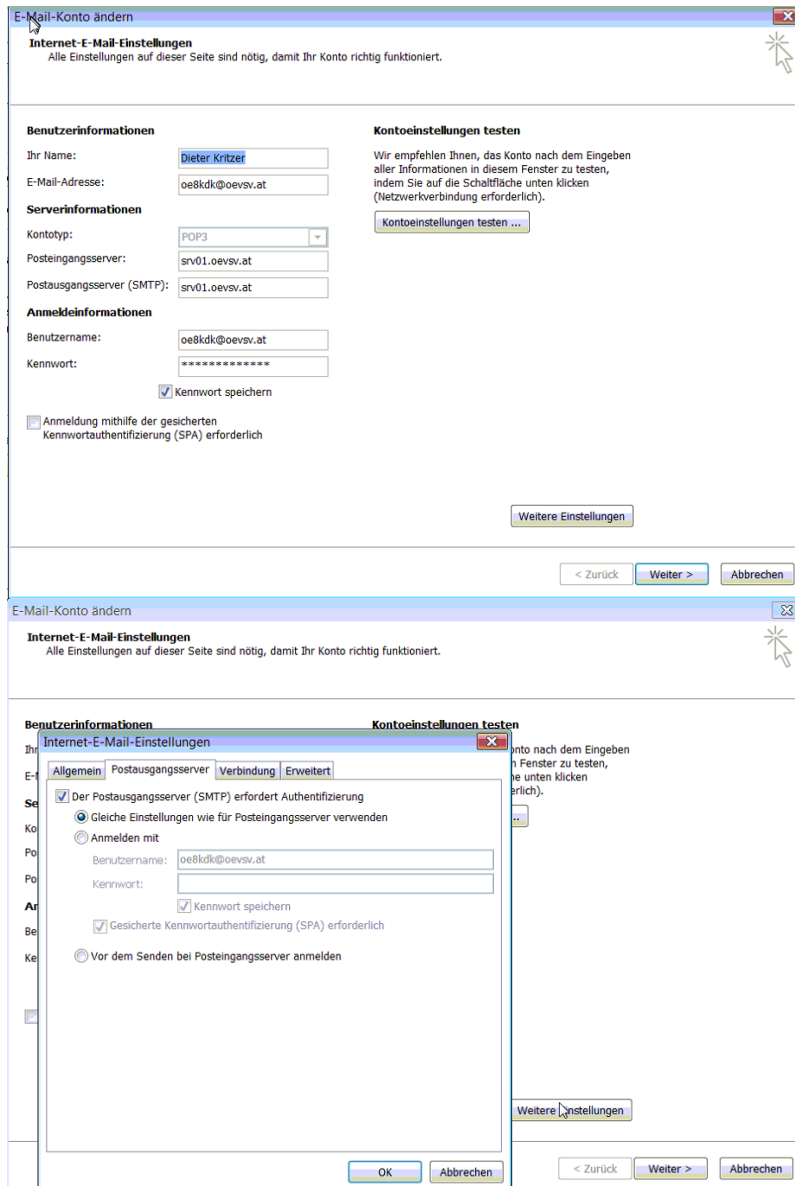 E-Mail-Konto ändern
Internet-E-Mail-Einstellungen
Alle Einstellungen auf dieser Seite sind nötig, damit Ihr Konto richtig funktioniert.
Benutzerinformationen
Ihr Name: Dieter Kritzer
E-Mail-Adresse: oe8kdk@oevsv.at
Serverinformationen
Kontotyp: POP3
Posteingangsserver: srv01.oevsv.at
Postausgangsserver (SMTP): srv01.oevsv.at
Anmeldeinformationen
Benutzername: oe8kdk@oevsv.at
Kennwort: *************
Kennwort speichern
Anmeldung mithilfe der gesicherten
Kennwortauthentifizierung (SPA) erforderlich
Kontoeinstellungen testen
Wir empfehlen Ihnen, das Konto nach dem Eingeben
aller Informationen in diesem Fenster zu testen,
indem Sie auf die Schaltfläche unten klicken
(Netzwerkverbindung erforderlich).
Kontoeinstellungen testen ...
Weitere Einstellungen
< Zurück Weiter > Abbrechen
E-Mail-Konto ändern
Internet-E-Mail-Einstellungen
Alle Einstellungen auf dieser Seite sind nötig, damit Ihr Konto richtig funktioniert.
Benutzerinformationen
Kontoeinstellungen testen
nach dem Eingeben
Fenster zu testen,
unten klicken
Internet-E-Mail-Einstellungen
Allgemein Postausgangsserver Verbindung Erweitert
Der Postausgangsserver (SMTP) erfordert Authentifizierung
Gleiche Einstellungen wie für Posteingangsserver verwenden
Anmelden mit
Benutzername: oe8kdk@oevsv.at
Kennwort:
Kennwort speichern
Gesicherte Kennwortauthentifizierung (SPA) erforderlich
Vor dem Senden bei Posteingangsserver anmelden
OK Abbrechen
Weitere Einstellungen
< Zurück Weiter > Abbrechen